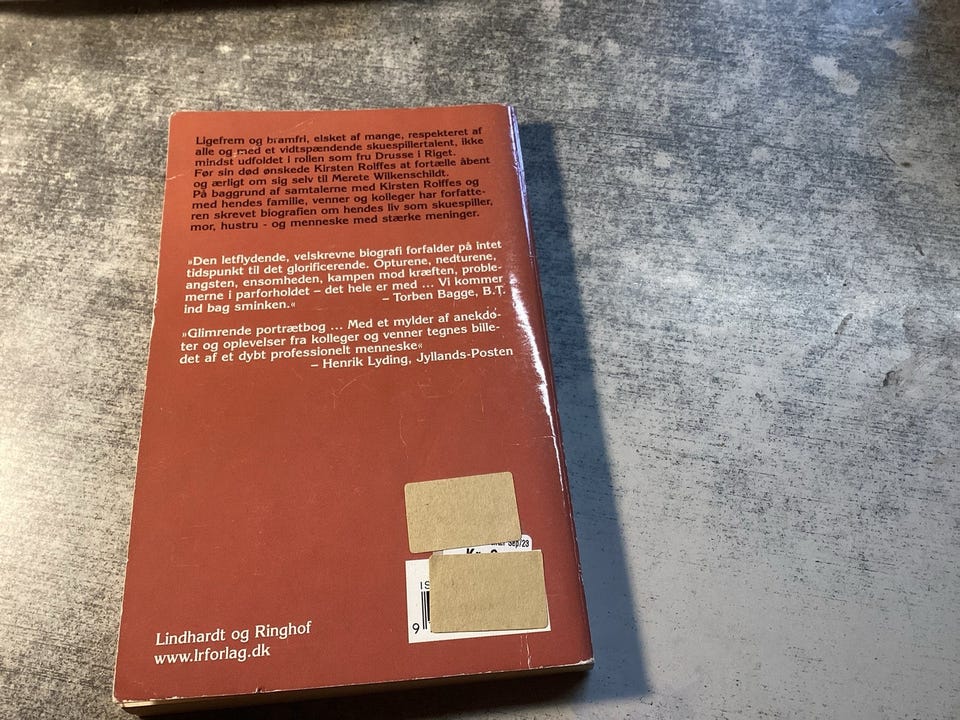 Ligefrem og bramfri, elsket af mange, respekteret af
alle og med et vidtspændende skuespillertalent, ikke
mindst udfoldet i rollen som fru Drusse i Riget.
Før sin død ønskede Kirsten Rolffes at fortælle åbent
og ærligt om sig selv til Merete Wilkenschildt.
På baggrund af samtalerne med Kirsten Rolffes og
med hendes familie, venner og kolleger har forfatte-
ren skrevet biografien om hendes liv som skuespiller,
mor, hustru - og menneske med stærke meninger.
»Den letflydende, velskrevne biografi forfalder på intet
tidspunkt til det glorificerende. Opturene, nedturene,
angsten, ensomheden, kampen mod kræften, proble-
merne i parforholdet – det hele er med ... Vi kommer
ind bag sminken.«
– Torben Bagge, B.T.
»Glimrende portrætbog ... Med et mylder af anekdo-
ter og oplevelser fra kolleger og venner tegnes bille-
det af et dybt professionelt menneske«
– Henrik Lyding, Jyllands-Posten
Sep/23
Kr.
IS
9
Lindhardt og Ringhof
www.lrforlag.dk